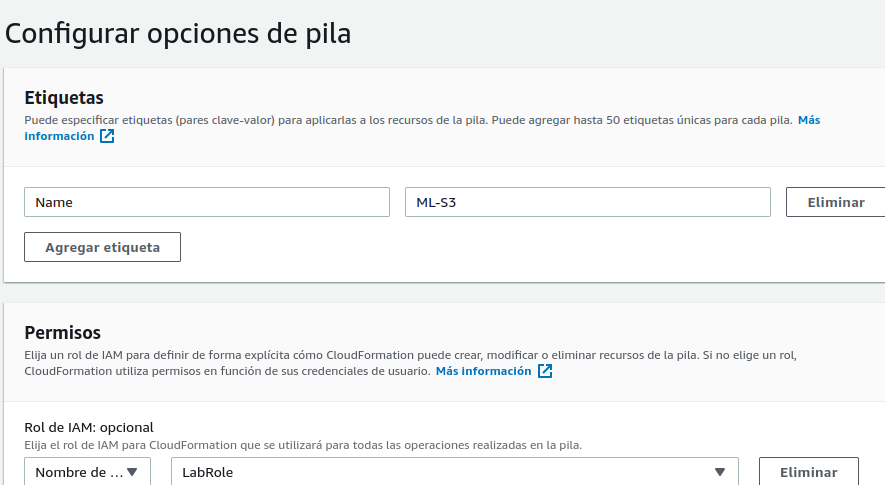 Configurar opciones de pila
Etiquetas
Puede especificar etiquetas (pares clave-valor) para aplicarlas a los recursos de la pila. Puede agregar hasta 50 etiquetas únicas para cada pila. Más
información
Name
ML-S3
Eliminar
Agregar etiqueta
Permisos
Elija un rol de IAM para definir de forma explícita cómo CloudFormation puede crear, modificar o eliminar recursos de la pila. Si no elige un rol,
CloudFormation utiliza permisos en función de sus credenciales de usuario. Más información
Rol de IAM: opcional
Elija el rol de IAM para CloudFormation que se utilizará para todas las operaciones realizadas en la pila.
Nombre de ...
LabRole
Eliminar